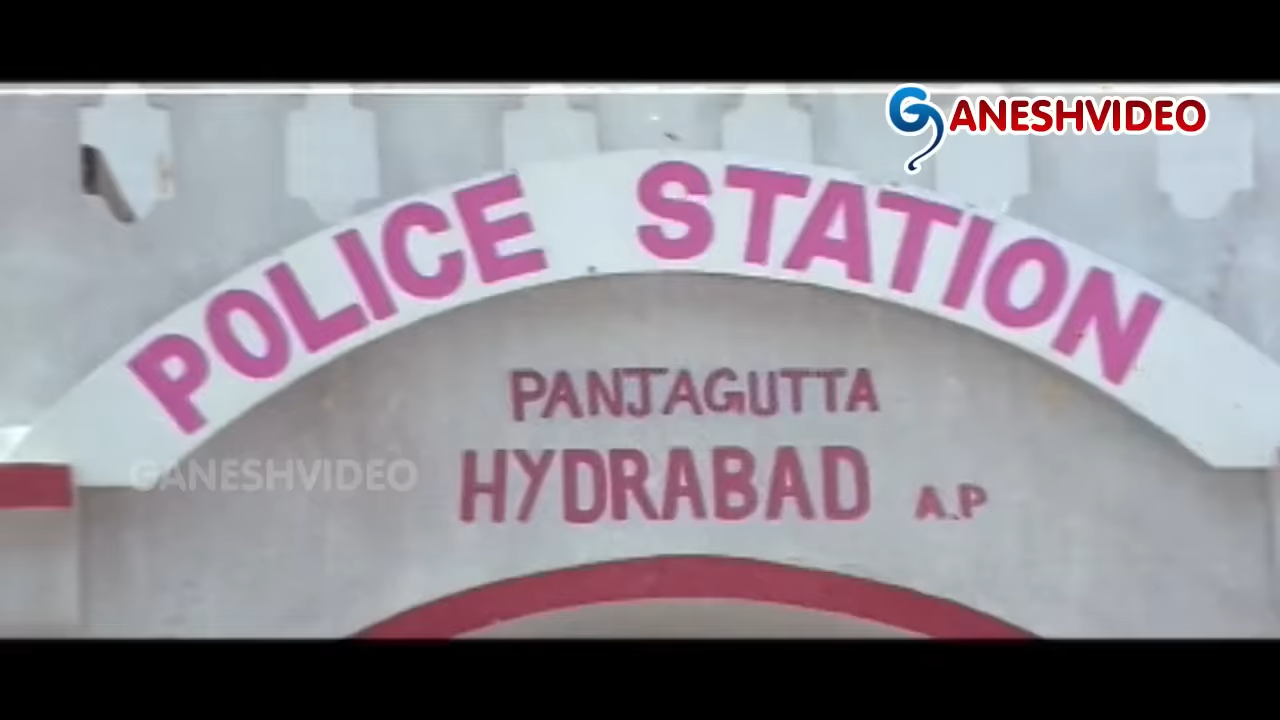 GANESHVIDEO
POLICE STATION
PANJAGUTTA
HYDRABAD A.P
GANESHVIDEO